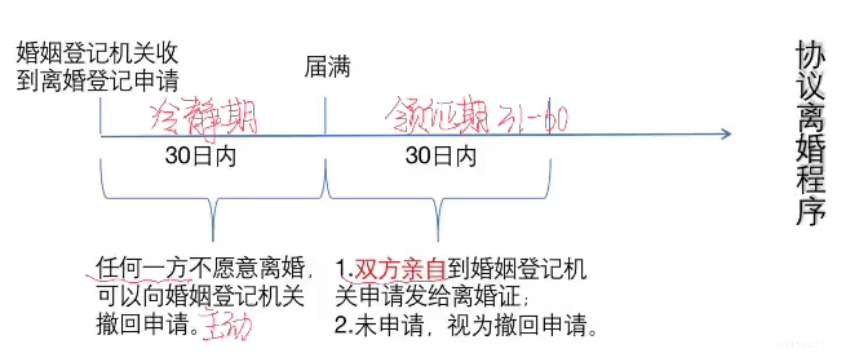 协议离婚程序
婚姻登记机关收
到离婚登记申请
届满
冷静期
领证期 31-60
30日内
30日内
任何一方不愿意离婚，
可以向婚姻登记机关
撤回申请。主动
1.双方亲自到婚姻登记机
关申请发给离婚证；
2.未申请，视为撤回申请。